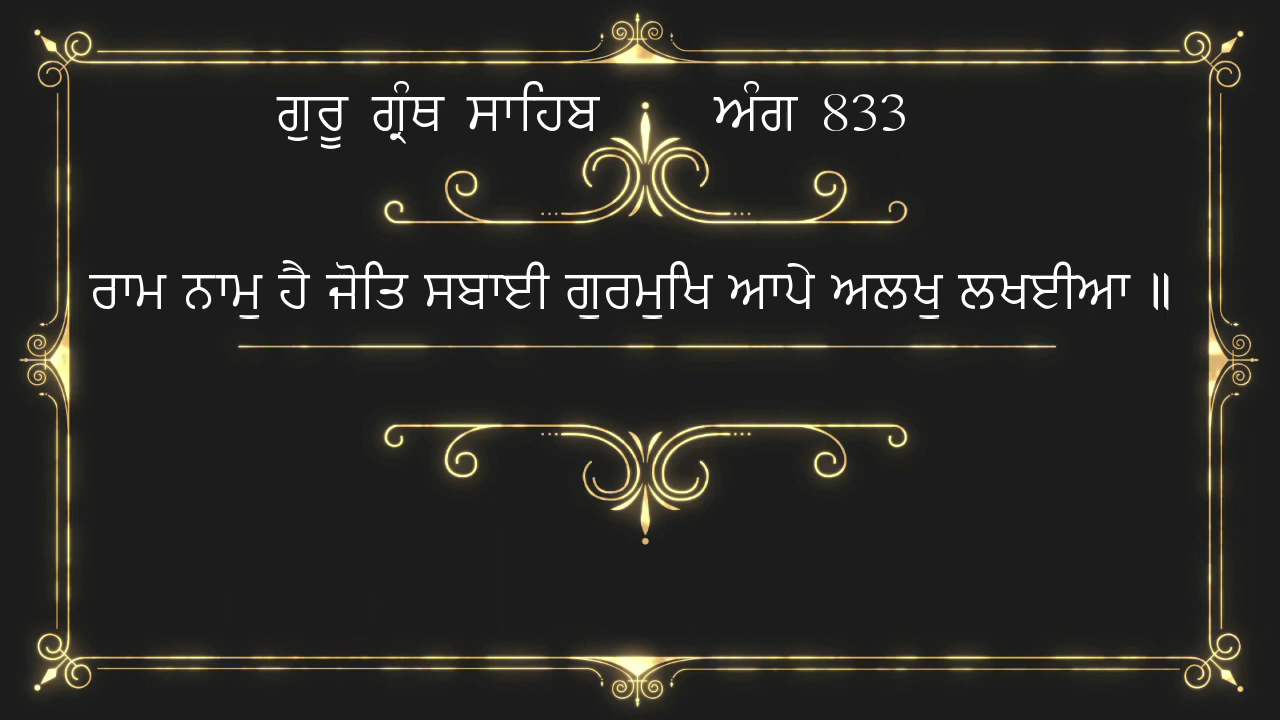 ਗੁਰੂ ਗ੍ਰੰਥ ਸਾਹਿਬ ਅੰਗ 833
ਰਾਮ ਨਾਮੁ ਹੈ ਜੋਤਿ ਸਬਾਈ ਗੁਰਮੁਖਿ ਆਪੇ ਅਲਖੁ ਲਖਈਆ ॥